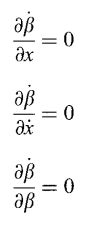 ∂β̇/∂x = 0
∂β̇/∂ẋ = 0
∂β̇/∂β = 0